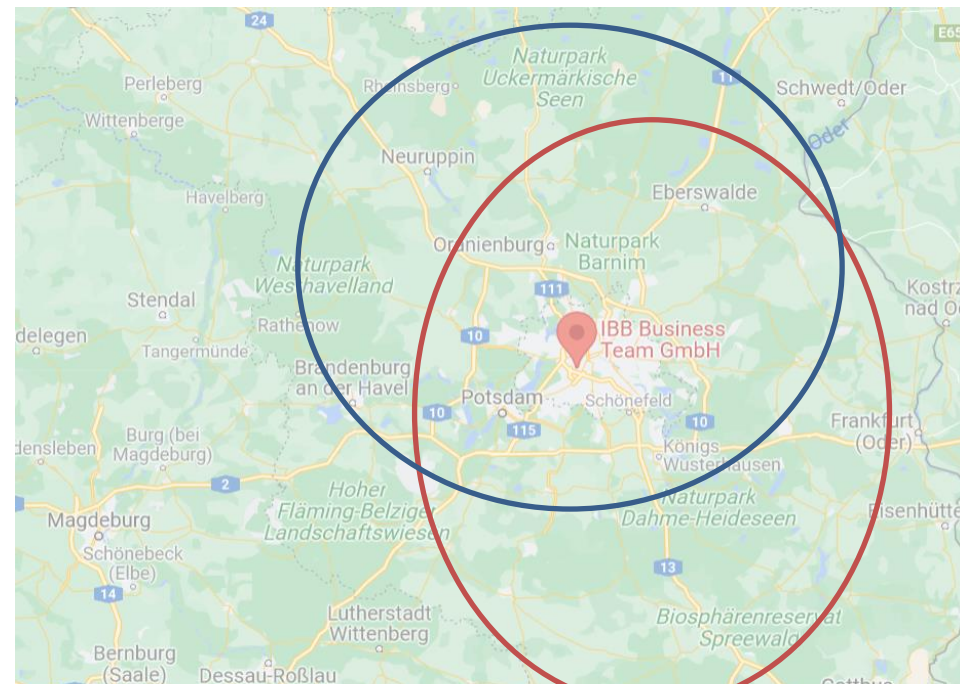 24
E65
Naturpark
Uckermärkische
Seen
11
Perleberg
Rheinsberg
Schwedt/Oder
Wittenberge
Oder
Neuruppin
Havelberg
Eberswalde
Oranienburg
Naturpark
Barnim
Naturpark
Westhavelland
111
Stendal
Kostrz
nad O
Rathenow
IBB Business
Team GmbH
delegen
10
Tangermünde
Brandenburg
an der Havel
Potsdam
Schönefeld
10
115
10
Frankfurt
(Oder)
Burg (bei
Magdeburg)
densleben
Königs
Wusterhausen
2
Hoher
Fläming-Belziger
Landschaftswiesen
Naturpark
Dahme-Heideseen
Eisenhütte
Magdeburg
Schönebeck
(Elbe)
13
14
Lutherstadt
Wittenberg
Biosphärenreservat
Spreewald
Bernburg
(Saale)
Dessau-Roßlau